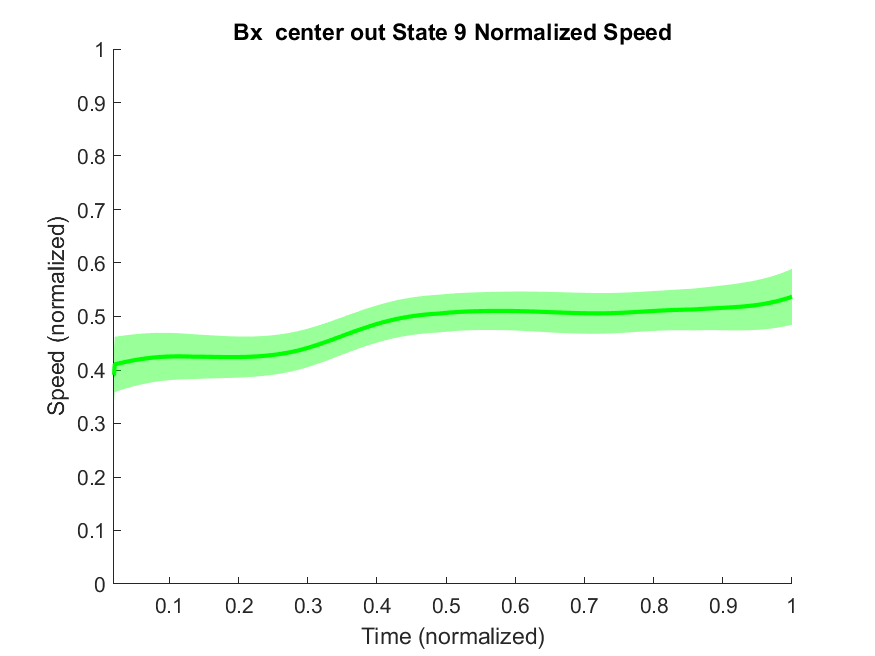 Bx  center out State 9 Normalized Speed
1
0.9
0.8
0.7
0.6
0.5
0.4
0.3
0.2
0.1
0
Speed (normalized)
0.1 0.2 0.3 0.4 0.5 0.6 0.7 0.8 0.9 1
Time (normalized)